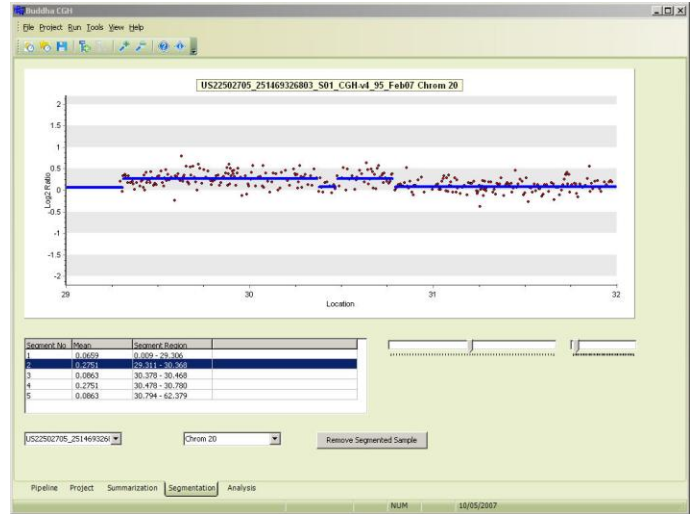 Buddha CGH
File Project Run Tools View Help
US22502705_251469326803_S01_CGH-v4_95_Feb07 Chrom 20
2
1.5
1
0.5
0
-0.5
-1
-1.5
-2
Log2 Ratio
29 30 31 32
Location
Segment No Mean Segment Region
1 0.0659 0.009 - 29.306
2 0.2751 29.311 - 30.368
3 0.0863 30.378 - 30.468
4 0.2751 30.478 - 30.780
5 0.0863 30.794 - 62.379
US22502705_251469326 Chrom 20 Remove Segmented Sample
Pipeline Project Summarization Segmentation Analysis
NUM 10/05/2007